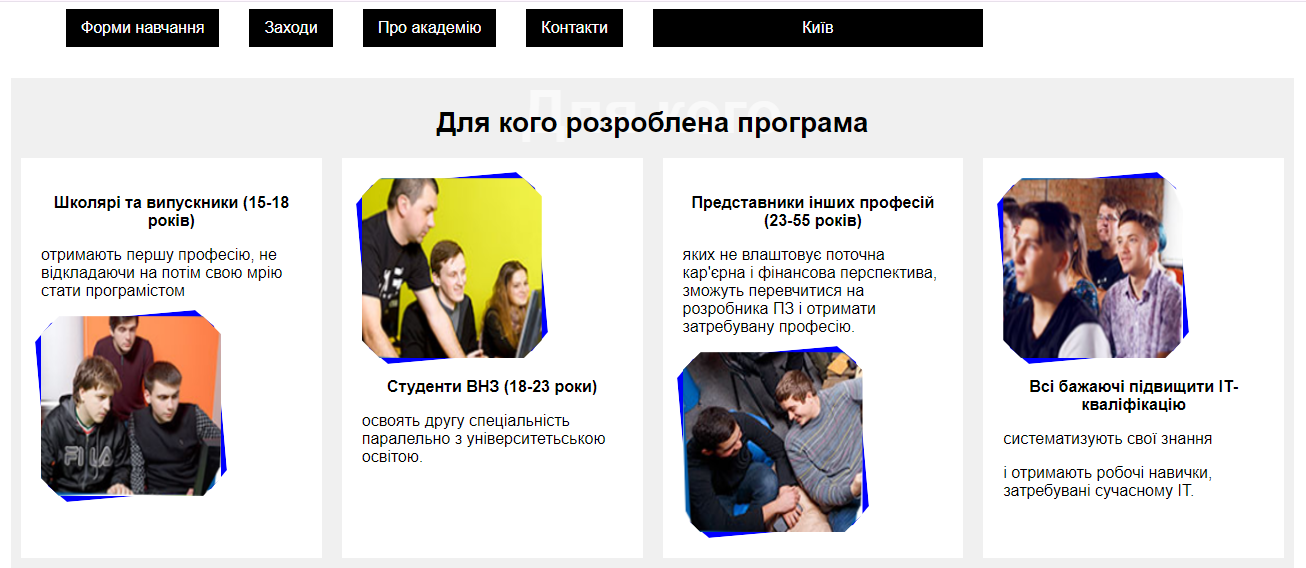 Форми навчання
Заходи
Про академію
Контакти
Київ
Для кого
Для кого розроблена програма
Школярі та випускники (15-18
років)
отримають першу професію, не
відкладаючи на потім свою мрію
стати програмістом
FILA
Студенти ВНЗ (18-23 роки)
освоять другу спеціальність
паралельно з університетською
освітою.
Представники інших професій
(23-55 років)
яких не влаштовує поточна
кар'єрна і фінансова перспектива,
зможуть перевчитися на
розробника ПЗ і отримати
затребувану професію.
Всі бажаючі підвищити ІТ-
кваліфікацію
систематизують свої знання
і отримають робочі навички,
затребувані сучасному ІТ.